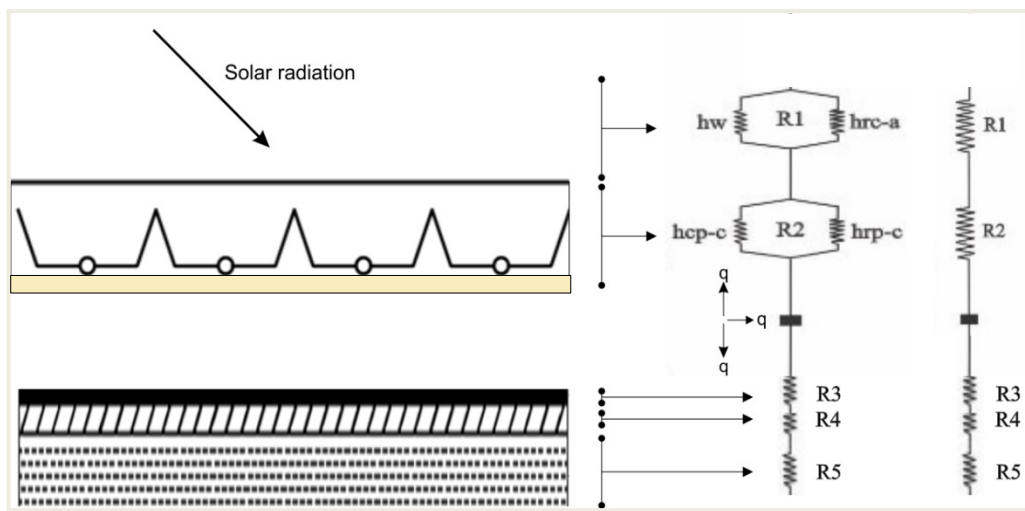 Solar radiation
hw R1 hrc-a R1
hcp-c R2 hrp-c R2
q
q
q
R3 R3
R4 R4
R5 R5